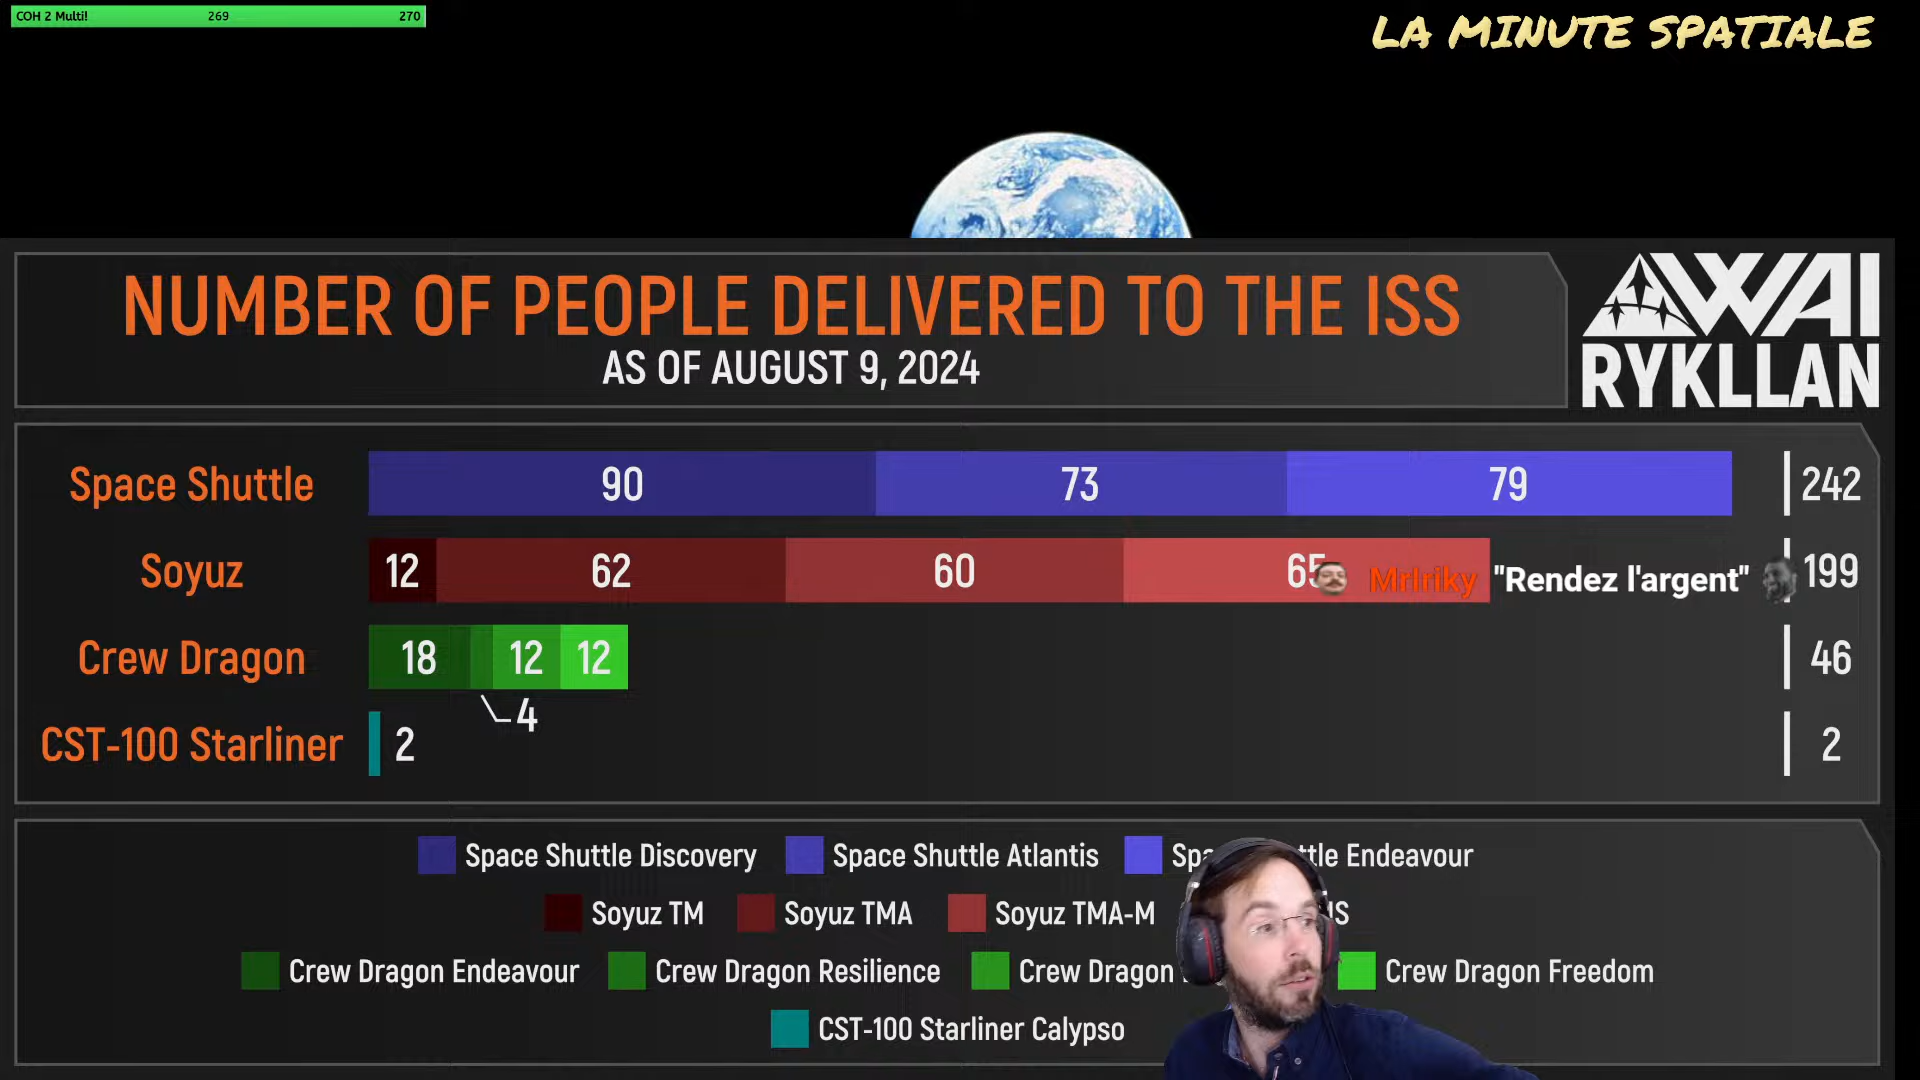 COH 2 Multi! 269 270
LA MINUTE SPATIALE
NUMBER OF PEOPLE DELIVERED TO THE ISS
AS OF AUGUST 9, 2024
AWAI
RYKLLAN
Space Shuttle 90 73 79 242
Soyuz 12 62 60 65 MrIriky "Rendez l'argent" 199
Crew Dragon 18 12 12 46
4
CST-100 Starliner 2 2
Space Shuttle Discovery Space Shuttle Atlantis Endeavour
Soyuz TM Soyuz TMA Soyuz TMA-M
Crew Dragon Endeavour Crew Dragon Resilience Crew Dragon Crew Dragon Freedom
CST-100 Starliner Calypso